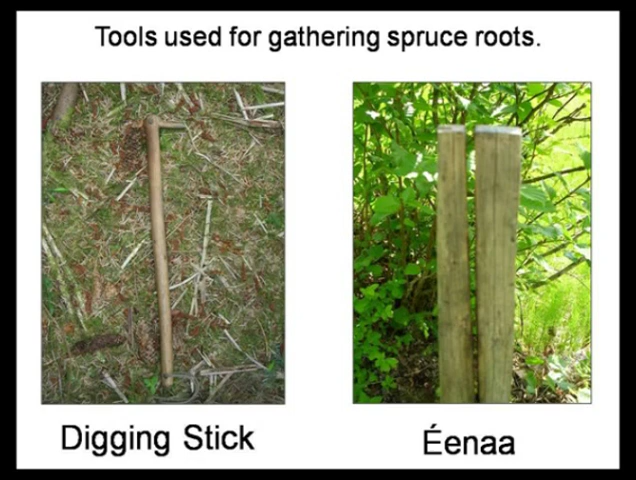 Tools used for gathering spruce roots.
Digging Stick
Éenaa